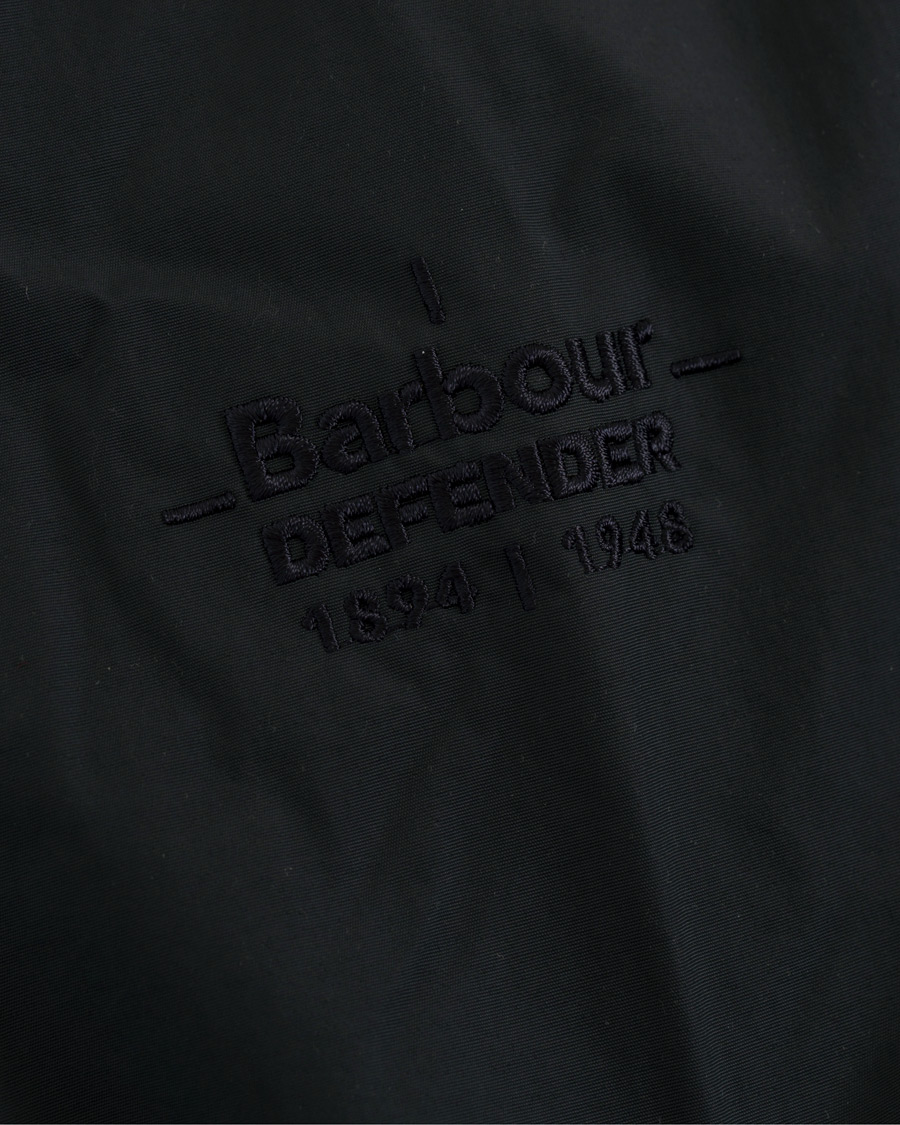 Barbour
DEFENDER
1894 | 1948